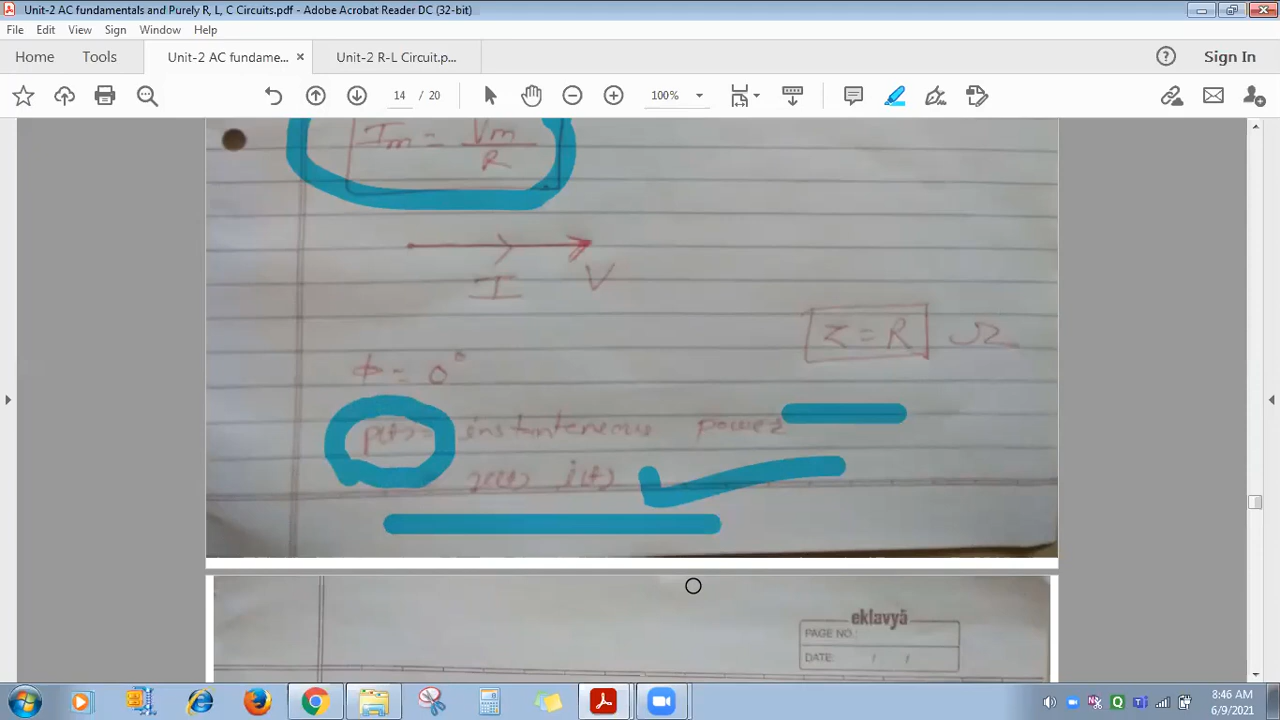 Unit-2 AC fundamentals and Purely R, L, C Circuits.pdf - Adobe Acrobat Reader DC (32-bit)
File Edit View Sign Window Help
Home Tools Unit-2 AC fundame... × Unit-2 R-L Circuit.p... Sign In
14 / 20 100%
Im = Vm / R
I V
Z = R Ω
φ = 0°
p(t) = instanteneous power
v(t) i(t)
eklavyā
PAGE NO.:
DATE: / /
8:46 AM
6/9/2021